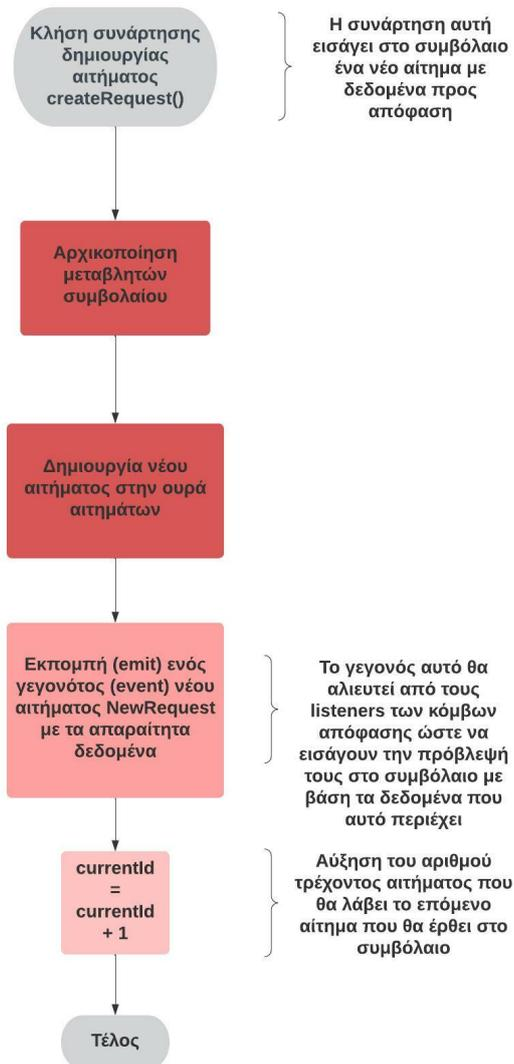 Κλήση συνάρτησης
δημιουργίας
αιτήματος
createRequest()
Η συνάρτηση αυτή
εισάγει στο συμβόλαιο
ένα νέο αίτημα με
δεδομένα προς
απόφαση
Αρχικοποίηση
μεταβλητών
συμβολαίου
Δημιουργία νέου
αιτήματος στην ουρά
αιτημάτων
Εκπομπή (emit) ενός
γεγονότος (event) νέου
αιτήματος NewRequest
με τα απαραίτητα
δεδομένα
Το γεγονός αυτό θα
αλιευτεί από τους
listeners των κόμβων
απόφασης ώστε να
εισάγουν την πρόβλεψή
τους στο συμβόλαιο με
βάση τα δεδομένα που
αυτό περιέχει
currentId
=
currentId
+ 1
Αύξηση του αριθμού
τρέχοντος αιτήματος που
θα λάβει το επόμενο
αίτημα που θα έρθει στο
συμβόλαιο
Τέλος